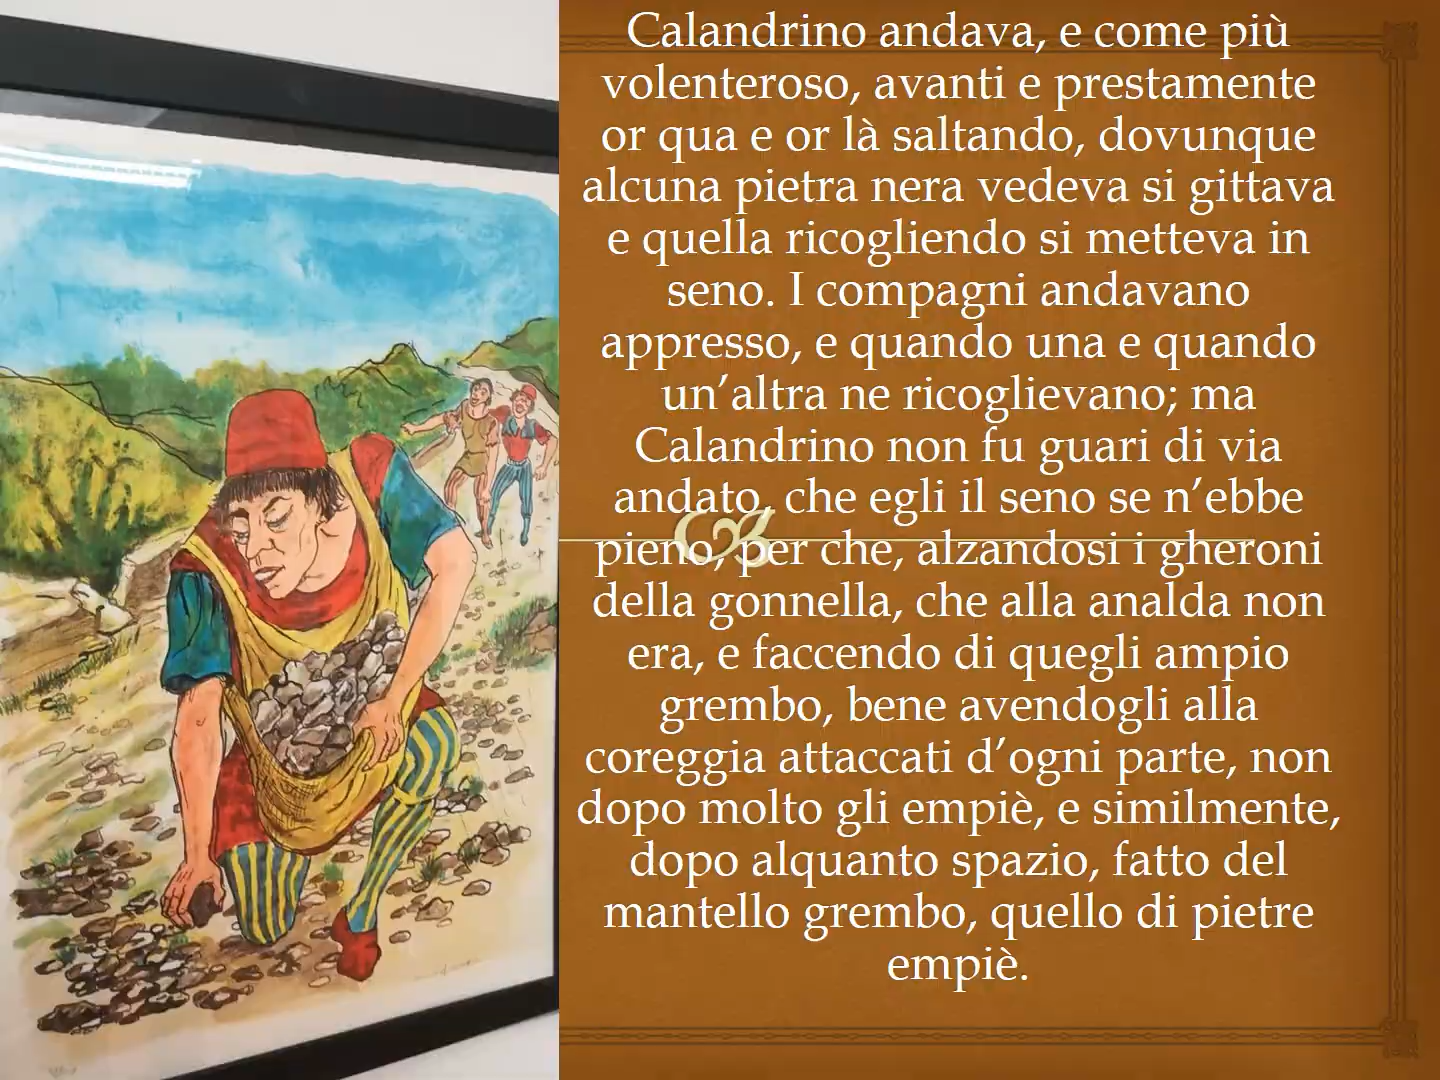 Calandrino andava, e come più
volenteroso, avanti e prestamente
or qua e or là saltando, dovunque
alcuna pietra nera vedeva si gittava
e quella ricogliendo si metteva in
seno. I compagni andavano
appresso, e quando una e quando
un’altra ne ricoglievano; ma
Calandrino non fu guari di via
andato, che egli il seno se n’ebbe
pieno, per che, alzandosi i gheroni
della gonnella, che alla analda non
era, e faccendo di quegli ampio
grembo, bene avendogli alla
coreggia attaccati d’ogni parte, non
dopo molto gli empiè, e similmente,
dopo alquanto spazio, fatto del
mantello grembo, quello di pietre
empiè.